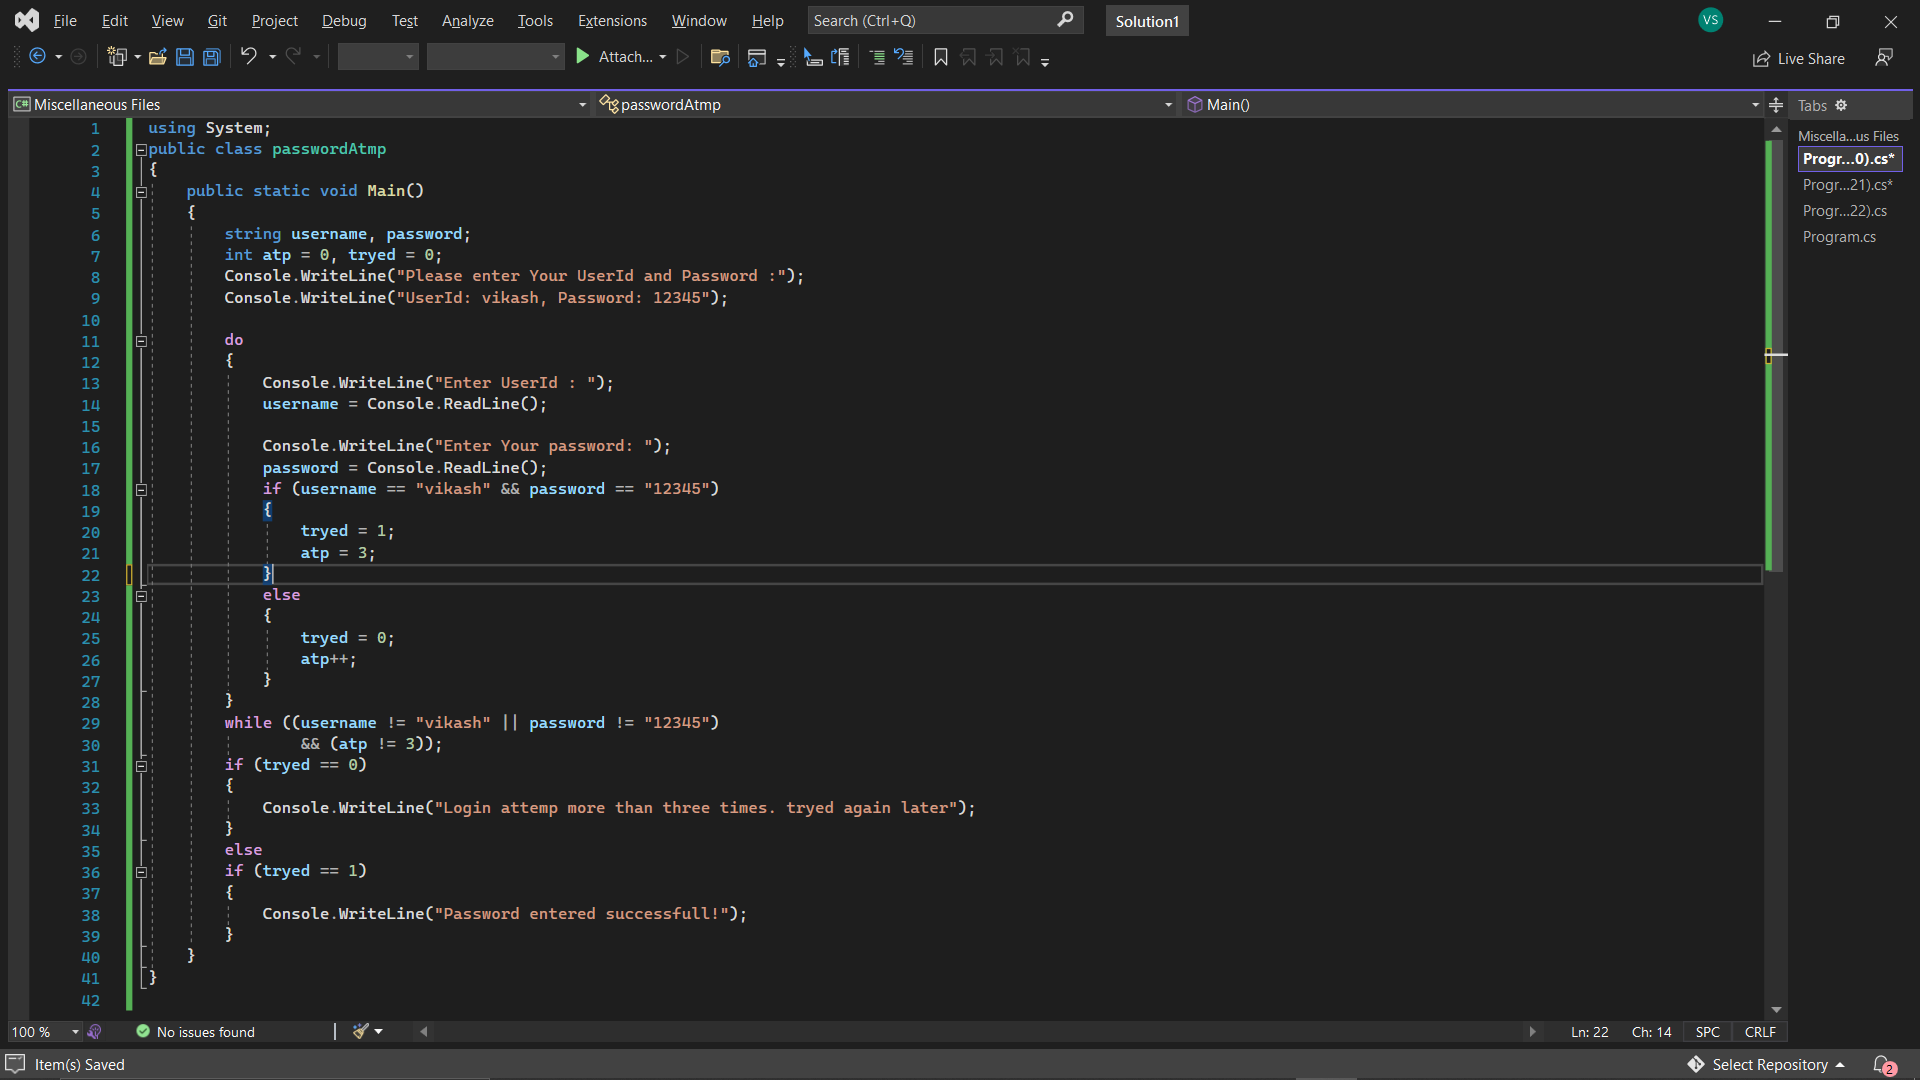 File Edit View Git Project Debug Test Analyze Tools Extensions Window Help Search (Ctrl+Q) Solution1 VS
Attach... Live Share
C# Miscellaneous Files passwordAtmp Main() Tabs
Miscella...us Files
Progr...0).cs*
Progr...21).cs*
Progr...22).cs
Program.cs
1 using System;
2 public class passwordAtmp
3 {
4 public static void Main()
5 {
6 string username, password;
7 int atp = 0, tryed = 0;
8 Console.WriteLine("Please enter Your UserId and Password :");
9 Console.WriteLine("UserId: vikash, Password: 12345");
10
11 do
12 {
13 Console.WriteLine("Enter UserId : ");
14 username = Console.ReadLine();
15
16 Console.WriteLine("Enter Your password: ");
17 password = Console.ReadLine();
18 if (username == "vikash" && password == "12345")
19 {
20 tryed = 1;
21 atp = 3;
22 }
23 else
24 {
25 tryed = 0;
26 atp++;
27 }
28 }
29 while ((username != "vikash" || password != "12345")
30 && (atp != 3));
31 if (tryed == 0)
32 {
33 Console.WriteLine("Login attemp more than three times. tryed again later");
34 }
35 else
36 if (tryed == 1)
37 {
38 Console.WriteLine("Password entered successfull!");
39 }
40 }
41 }
42
100 % No issues found Ln: 22 Ch: 14 SPC CRLF
Item(s) Saved Select Repository 2